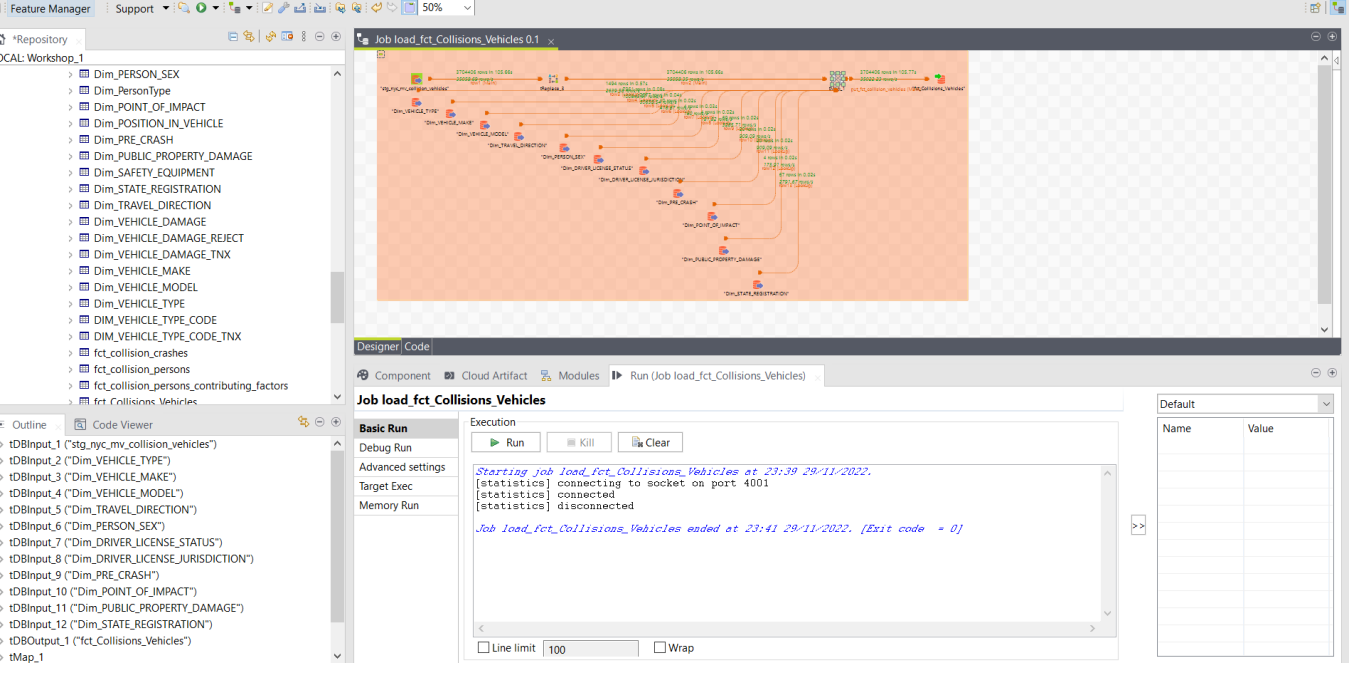 Feature Manager
Support
50%
*Repository
OCAL: Workshop_1
Dim_PERSON_SEX
Dim_PersonType
Dim_POINT_OF_IMPACT
Dim_POSITION_IN_VEHICLE
Dim_PRE_CRASH
Dim_PUBLIC_PROPERTY_DAMAGE
Dim_SAFETY_EQUIPMENT
Dim_STATE_REGISTRATION
Dim_TRAVEL_DIRECTION
Dim_VEHICLE_DAMAGE
Dim_VEHICLE_DAMAGE_REJECT
Dim_VEHICLE_DAMAGE_TNX
Dim_VEHICLE_MAKE
Dim_VEHICLE_MODEL
Dim_VEHICLE_TYPE
DIM_VEHICLE_TYPE_CODE
DIM_VEHICLE_TYPE_CODE_TNX
fct_collision_crashes
fct_collision_persons
fct_collision_persons_contributing_factors
fct_Collisions_Vehicles
Outline
Code Viewer
tDBInput_1 ("stg_nyc_mv_collision_vehicles")
tDBInput_2 ("Dim_VEHICLE_TYPE")
tDBInput_3 ("Dim_VEHICLE_MAKE")
tDBInput_4 ("Dim_VEHICLE_MODEL")
tDBInput_5 ("Dim_TRAVEL_DIRECTION")
tDBInput_6 ("Dim_PERSON_SEX")
tDBInput_7 ("Dim_DRIVER_LICENSE_STATUS")
tDBInput_8 ("Dim_DRIVER_LICENSE_JURISDICTION")
tDBInput_9 ("Dim_PRE_CRASH")
tDBInput_10 ("Dim_POINT_OF_IMPACT")
tDBInput_11 ("Dim_PUBLIC_PROPERTY_DAMAGE")
tDBInput_12 ("Dim_STATE_REGISTRATION")
tDBOutput_1 ("fct_Collisions_Vehicles")
tMap_1
Job load_fct_Collisions_Vehicles 0.1
"stg_nyc_mv_collision_vehicles"
tReplace_5
"fct_Collisions_Vehicles"
"Dim_VEHICLE_TYPE"
"Dim_VEHICLE_MAKE"
"Dim_VEHICLE_MODEL"
"Dim_TRAVEL_DIRECTION"
"Dim_PERSON_SEX"
"Dim_DRIVER_LICENSE_STATUS"
"Dim_DRIVER_LICENSE_JURISDICTION"
"Dim_PRE_CRASH"
"Dim_POINT_OF_IMPACT"
"Dim_PUBLIC_PROPERTY_DAMAGE"
"Dim_STATE_REGISTRATION"
Designer
Code
Component
Cloud Artifact
Modules
Run (Job load_fct_Collisions_Vehicles)
Job load_fct_Collisions_Vehicles
Basic Run
Debug Run
Advanced settings
Target Exec
Memory Run
Execution
Run
Kill
Clear
Starting job load_fct_Collisions_Vehicles at 23:39 29/11/2022.
[statistics] connecting to socket on port 4001
[statistics] connected
[statistics] disconnected
Job load_fct_Collisions_Vehicles ended at 23:41 29/11/2022. [Exit code  = 0]
Line limit
100
Wrap
>>
Default
Name
Value